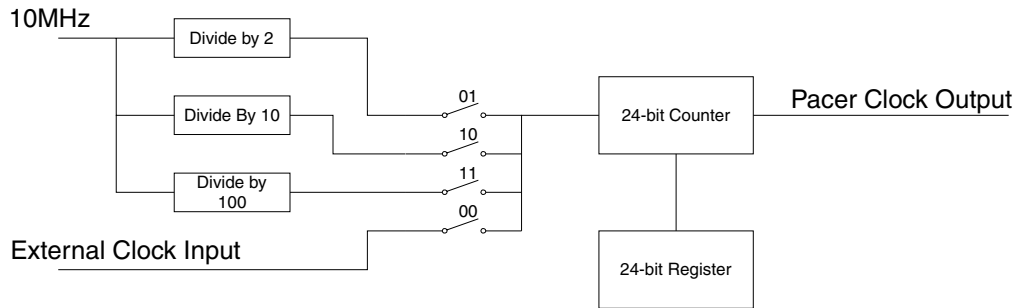 10MHz
Divide by 2
01
24-bit Counter
Pacer Clock Output
Divide By 10
10
Divide by
100
11
00
External Clock Input
24-bit Register